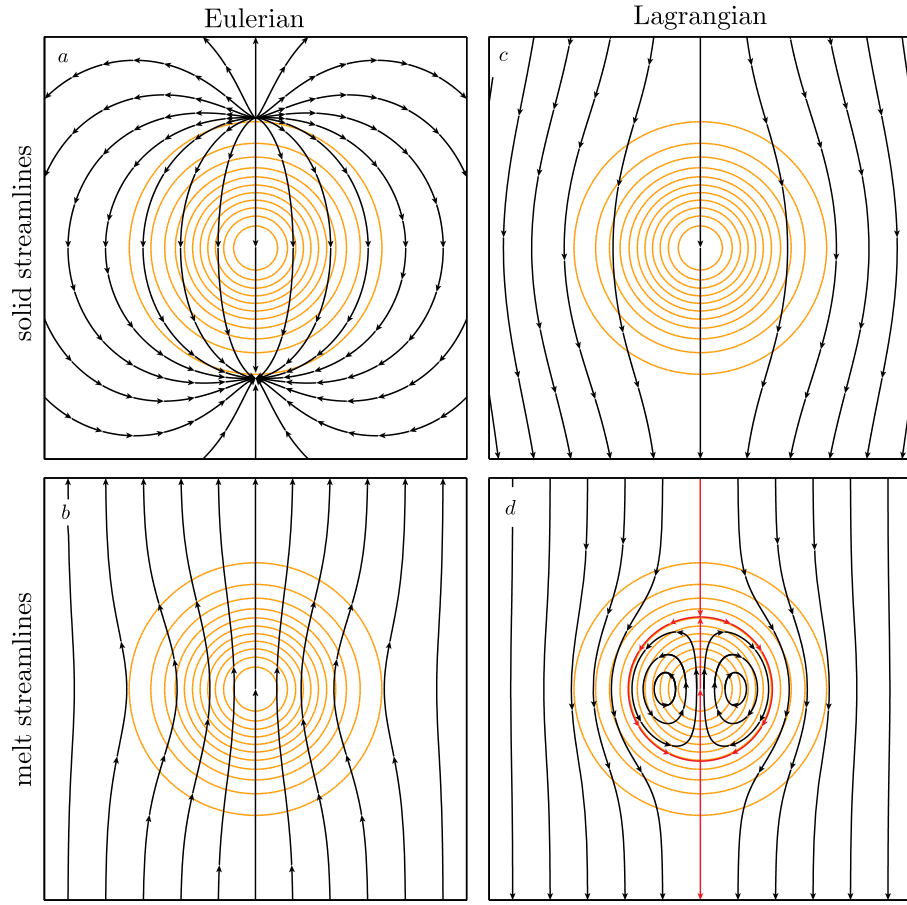 Eulerian
Lagrangian
solid streamlines
a
c
melt streamlines
b
d